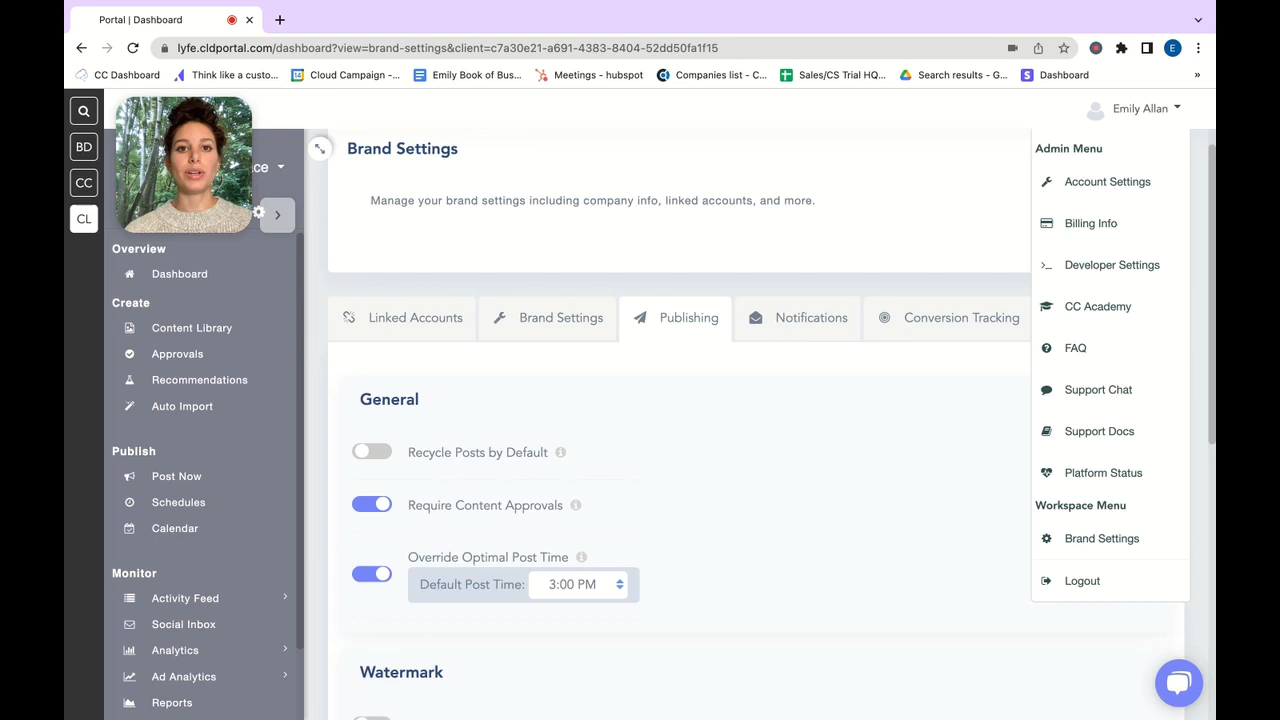 Portal | Dashboard
lyfe.cldportal.com/dashboard?view=brand-settings&client=c7a30e21-a691-4383-8404-52dd50fa1f15
E
CC Dashboard
Think like a custo...
Cloud Campaign -...
Emily Book of Bus...
Meetings - hubspot
Companies list - C...
Sales/CS Trial HQ...
Search results - G...
Dashboard
»
Emily Allan
BD
CC
CL
ce
Overview
Dashboard
Create
Content Library
Approvals
Recommendations
Auto Import
Publish
Post Now
Schedules
Calendar
Monitor
Activity Feed
Social Inbox
Analytics
Ad Analytics
Reports
Brand Settings
Manage your brand settings including company info, linked accounts, and more.
Linked Accounts
Brand Settings
Publishing
Notifications
Conversion Tracking
General
Recycle Posts by Default
Require Content Approvals
Override Optimal Post Time
Default Post Time: 3:00 PM
Watermark
Admin Menu
Account Settings
Billing Info
Developer Settings
CC Academy
FAQ
Support Chat
Support Docs
Platform Status
Workspace Menu
Brand Settings
Logout